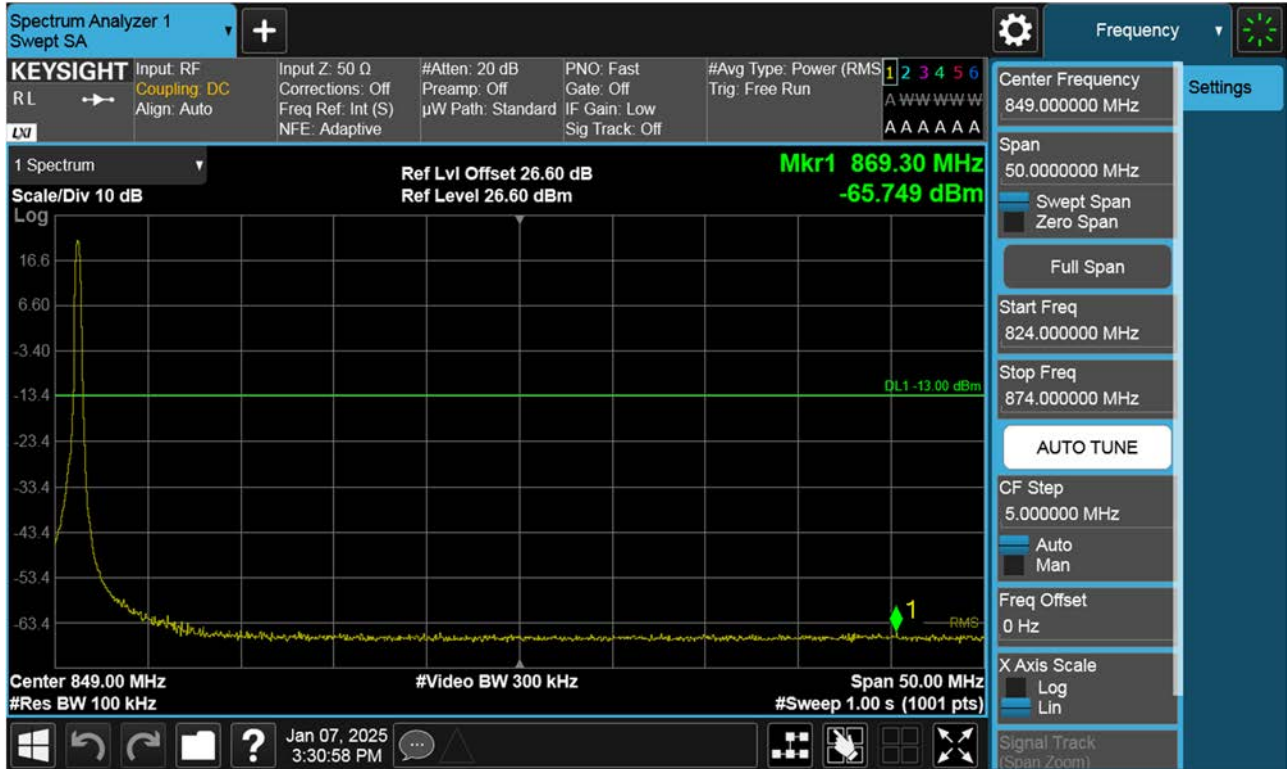 Spectrum Analyzer 1
Swept SA
Frequency
KEYSIGHT
RL
LXI
Input: RF
Coupling: DC
Align: Auto
Input Z: 50 Ω
Corrections: Off
Freq Ref: Int (S)
NFE: Adaptive
#Atten: 20 dB
Preamp: Off
µW Path: Standard
PNO: Fast
Gate: Off
IF Gain: Low
Sig Track: Off
#Avg Type: Power (RMS
Trig: Free Run
1 2 3 4 5 6
A W W W W W
A A A A A A
1 Spectrum
Scale/Div 10 dB
Ref Lvl Offset 26.60 dB
Ref Level 26.60 dBm
Mkr1 869.30 MHz
-65.749 dBm
Log
16.6
6.60
-3.40
-13.4
-23.4
-33.4
-43.4
-53.4
-63.4
DL1 -13.00 dBm
1
RMS
Center 849.00 MHz
#Res BW 100 kHz
#Video BW 300 kHz
Span 50.00 MHz
#Sweep 1.00 s (1001 pts)
Jan 07, 2025
3:30:58 PM
Center Frequency
849.000000 MHz
Span
50.0000000 MHz
Swept Span
Zero Span
Full Span
Start Freq
824.000000 MHz
Stop Freq
874.000000 MHz
AUTO TUNE
CF Step
5.000000 MHz
Auto
Man
Freq Offset
0 Hz
X Axis Scale
Log
Lin
Signal Track
(Span Zoom)
Settings